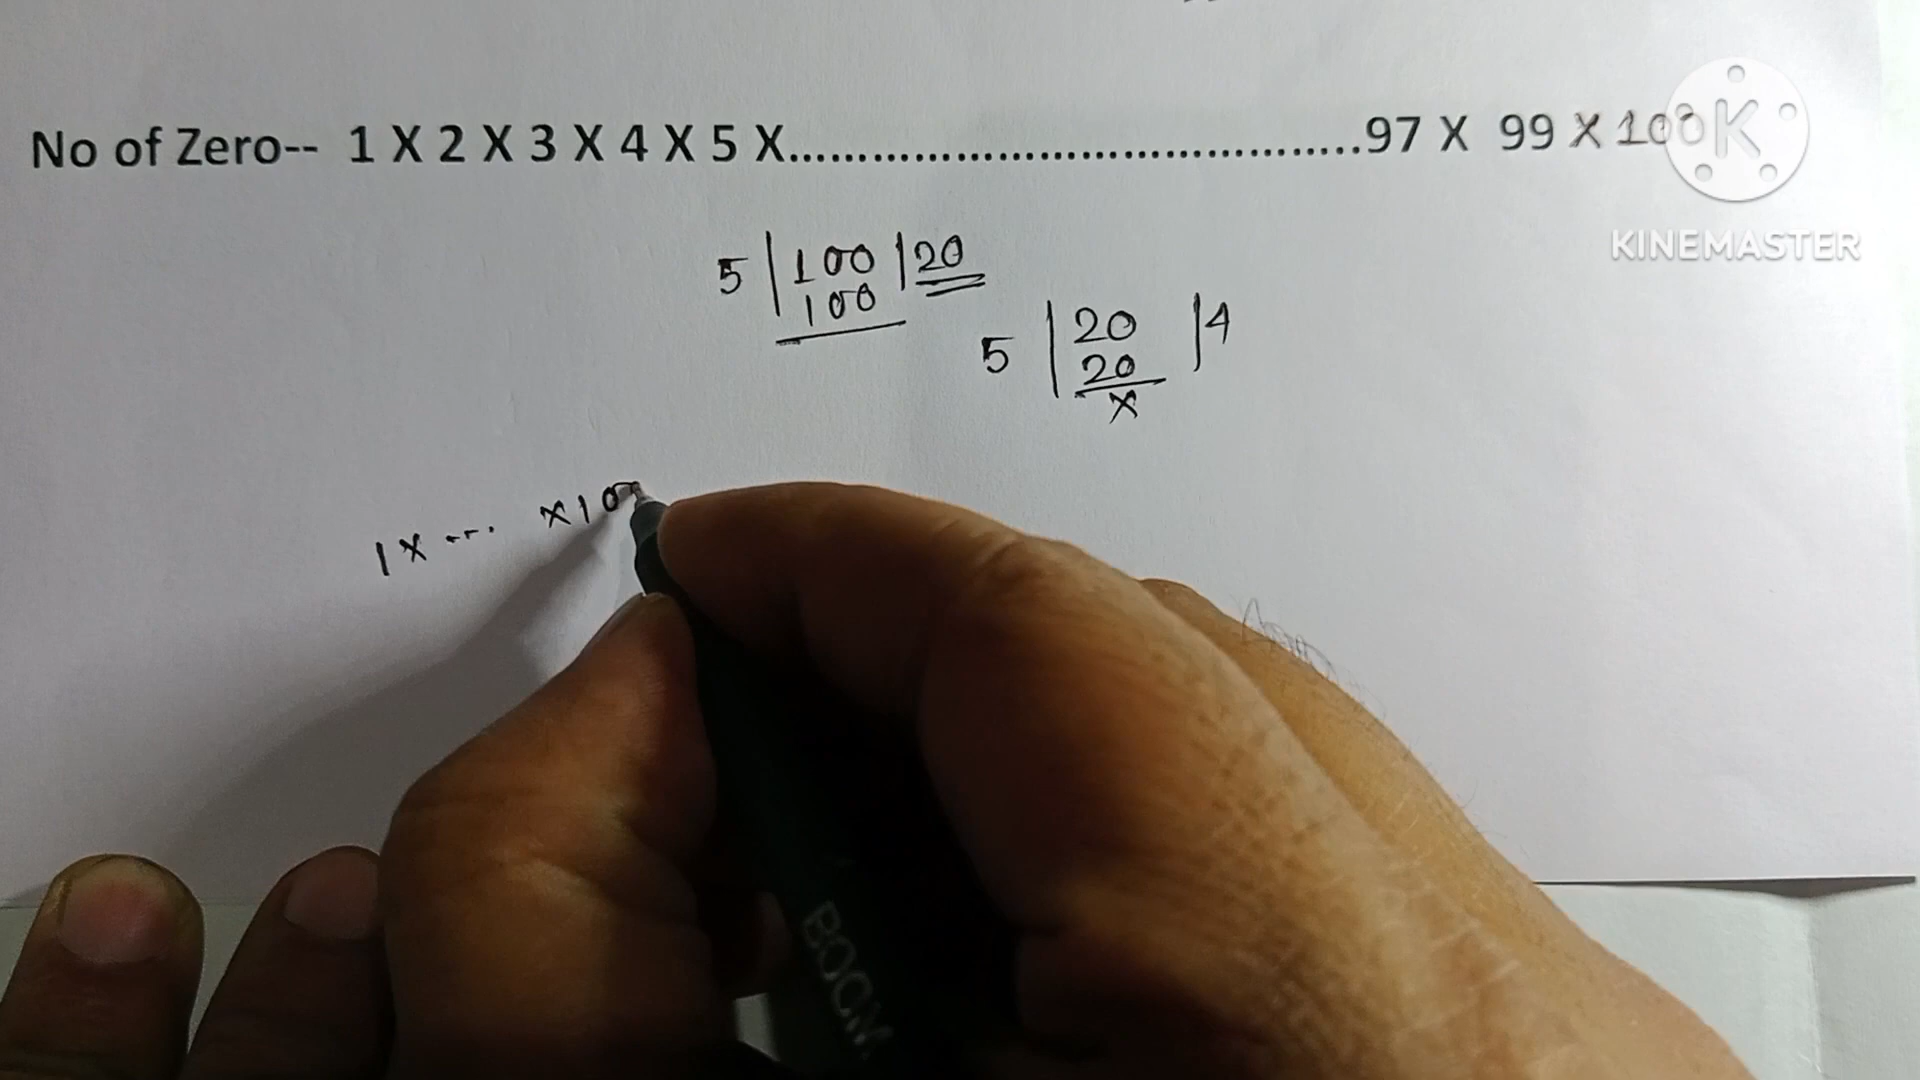 No of Zero-- 1 X 2 X 3 X 4 X 5 X......................................97 X 99 X 100
KINEMASTER
5 | 100 | 20
100
5 | 20 | 4
20
x
1 x .... x 100
BOOM